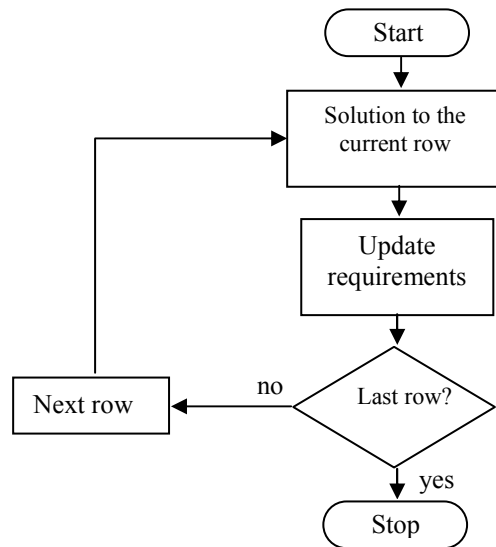 Start
Solution to the
current row
Update
requirements
Last row?
no
Next row
yes
Stop